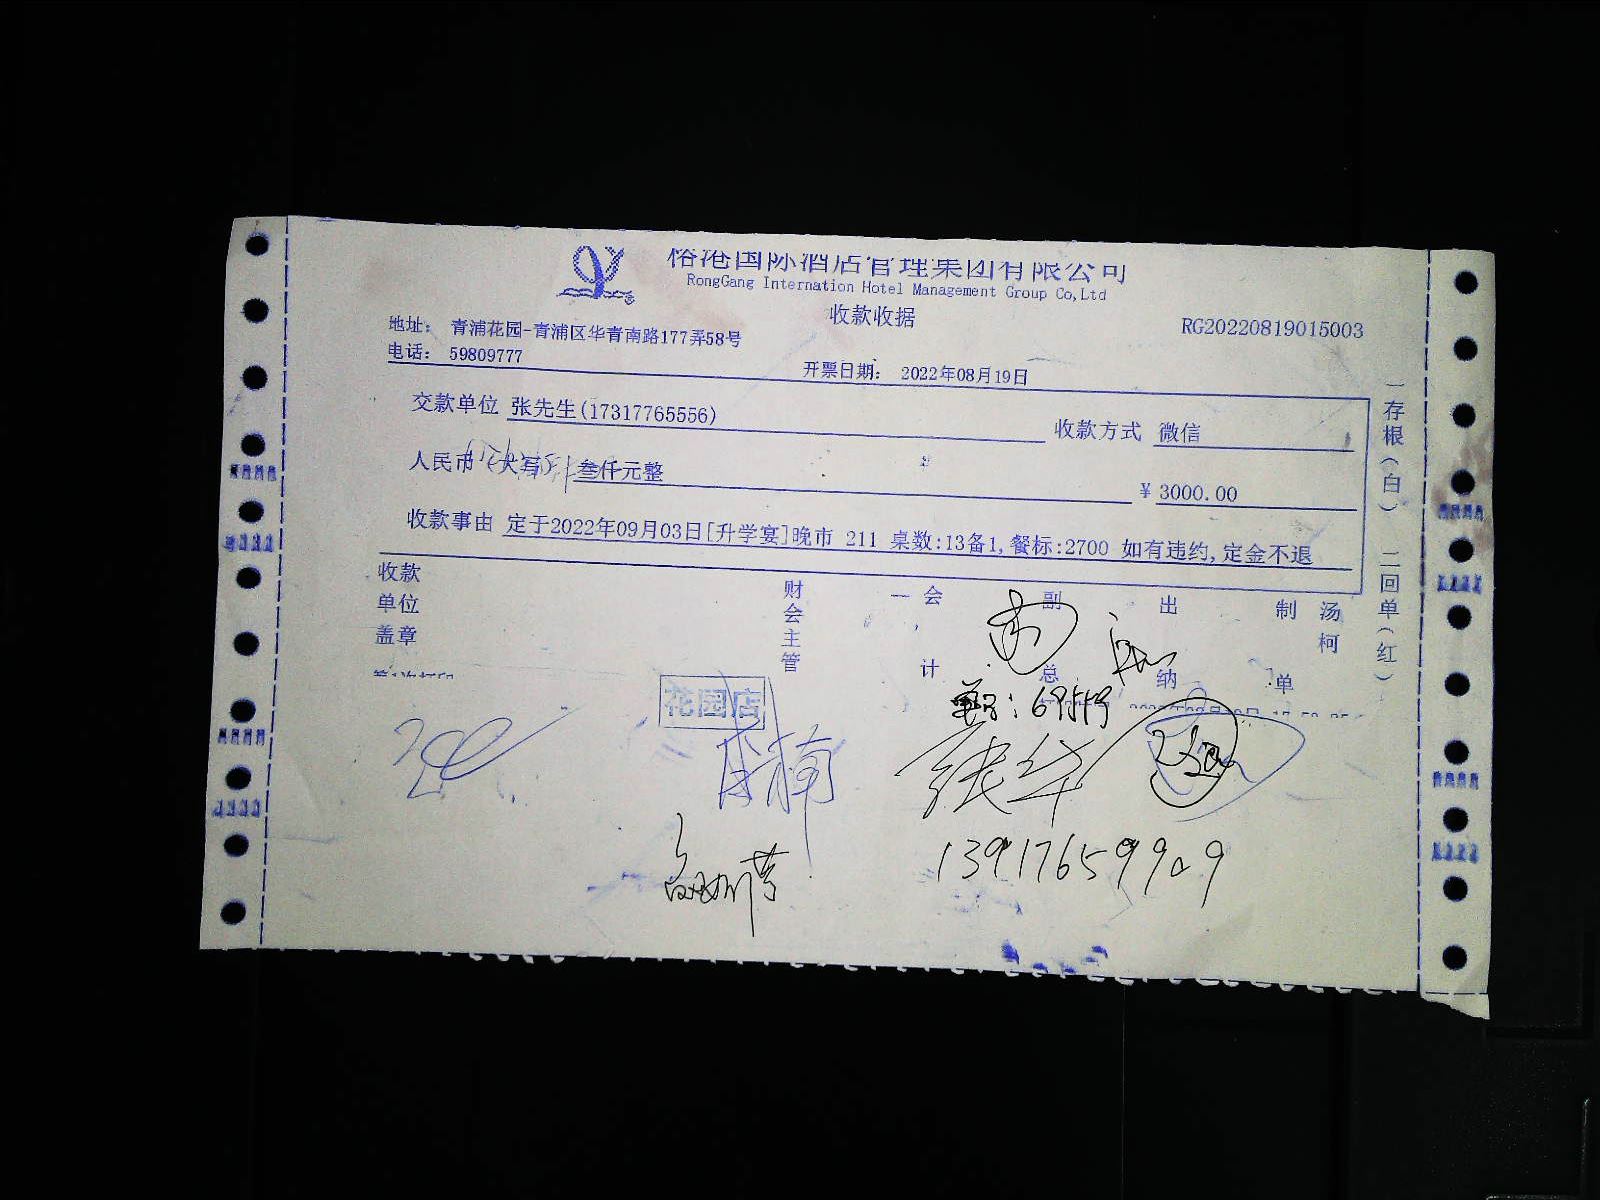 榕港国际酒店管理集团有限公司
RongGang Internation Hotel Management Group Co,Ltd
收款收据
RG20220819015003
地址： 青浦花园-青浦区华青南路177弄58号
电话： 59809777
开票日期： 2022年08月19日
交款单位 张先生(17317765556)
收款方式 微信
人民币（大写） 叁仟元整
¥ 3000.00
收款事由 定于2022年09月03日[升学宴]晚市 211 桌数:13备1,餐标:2700 如有违约,定金不退
一存根(白) 二回单(红)
收款单位盖章
财会主管
会计
副总
出纳
制单
汤柯
花园店
张华
13917659909